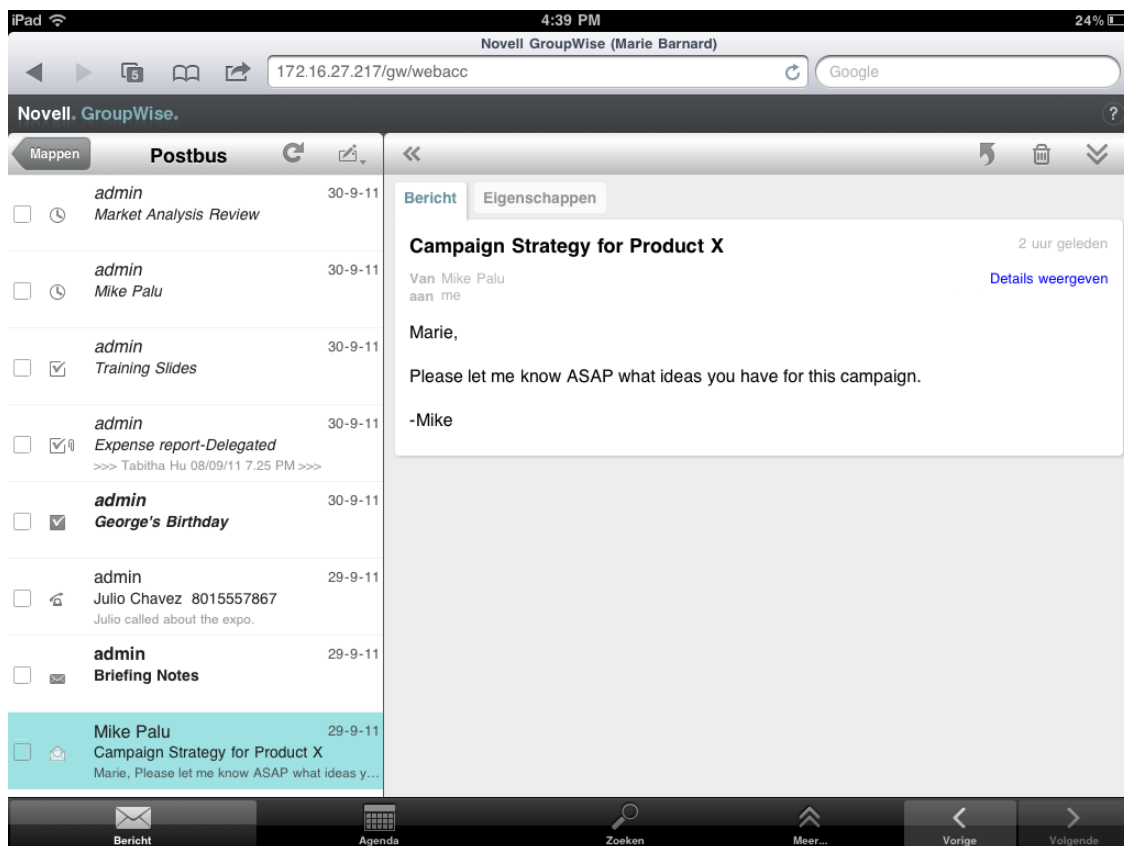 iPad 4:39 PM 24%
Novell GroupWise (Marie Barnard)
5 172.16.27.217/gw/webacc Google
Novell. GroupWise. ?
Mappen Postbus
admin 30-9-11
Market Analysis Review
admin 30-9-11
Mike Palu
admin 30-9-11
Training Slides
admin 30-9-11
Expense report-Delegated
>>> Tabitha Hu 08/09/11 7.25 PM >>>
admin 30-9-11
George's Birthday
admin 29-9-11
Julio Chavez 8015557867
Julio called about the expo.
admin 29-9-11
Briefing Notes
Mike Palu 29-9-11
Campaign Strategy for Product X
Marie, Please let me know ASAP what ideas y...
Bericht Eigenschappen
Campaign Strategy for Product X 2 uur geleden
Van Mike Palu Details weergeven
aan me
Marie,
Please let me know ASAP what ideas you have for this campaign.
-Mike
Bericht Agenda Zoeken Meer... Vorige Volgende